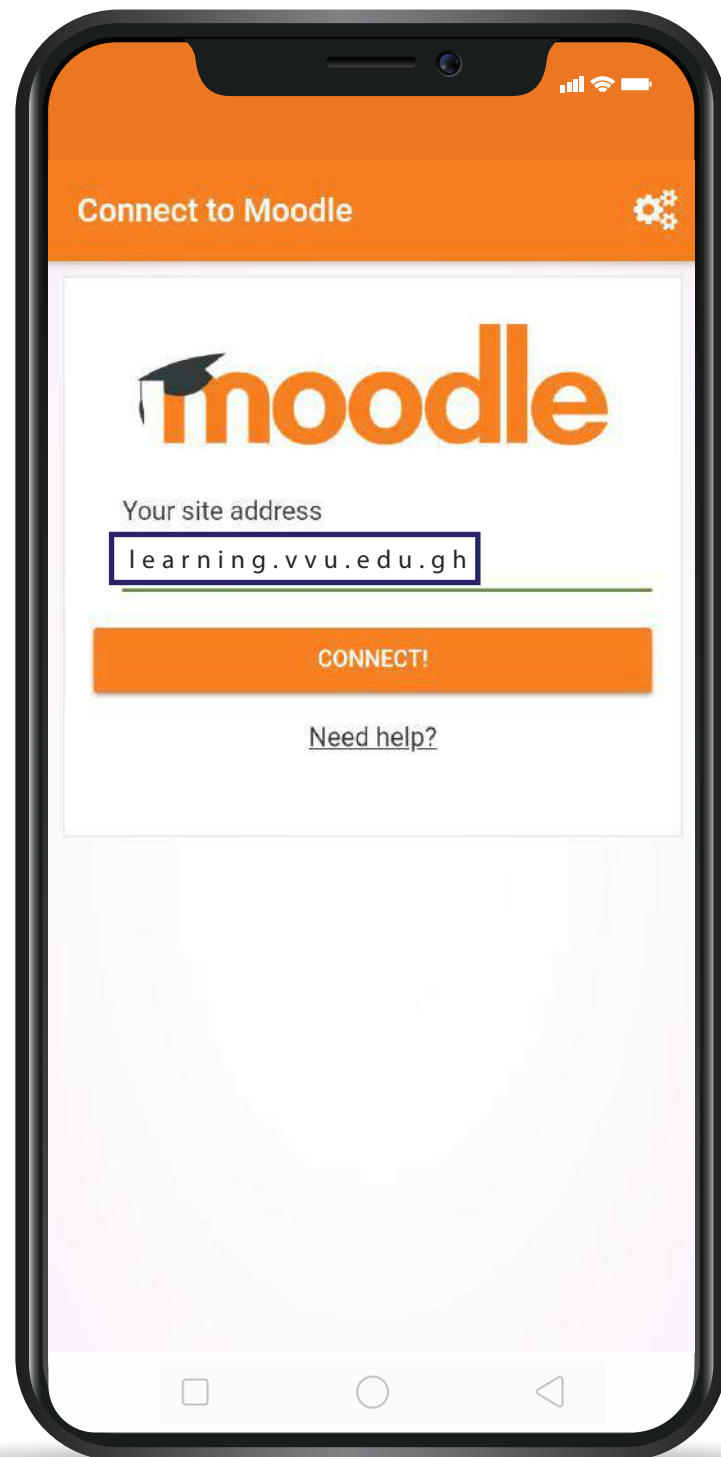 Connect to Moodle
moodle
Your site address
learning.vvu.edu.gh
CONNECT!
Need help?